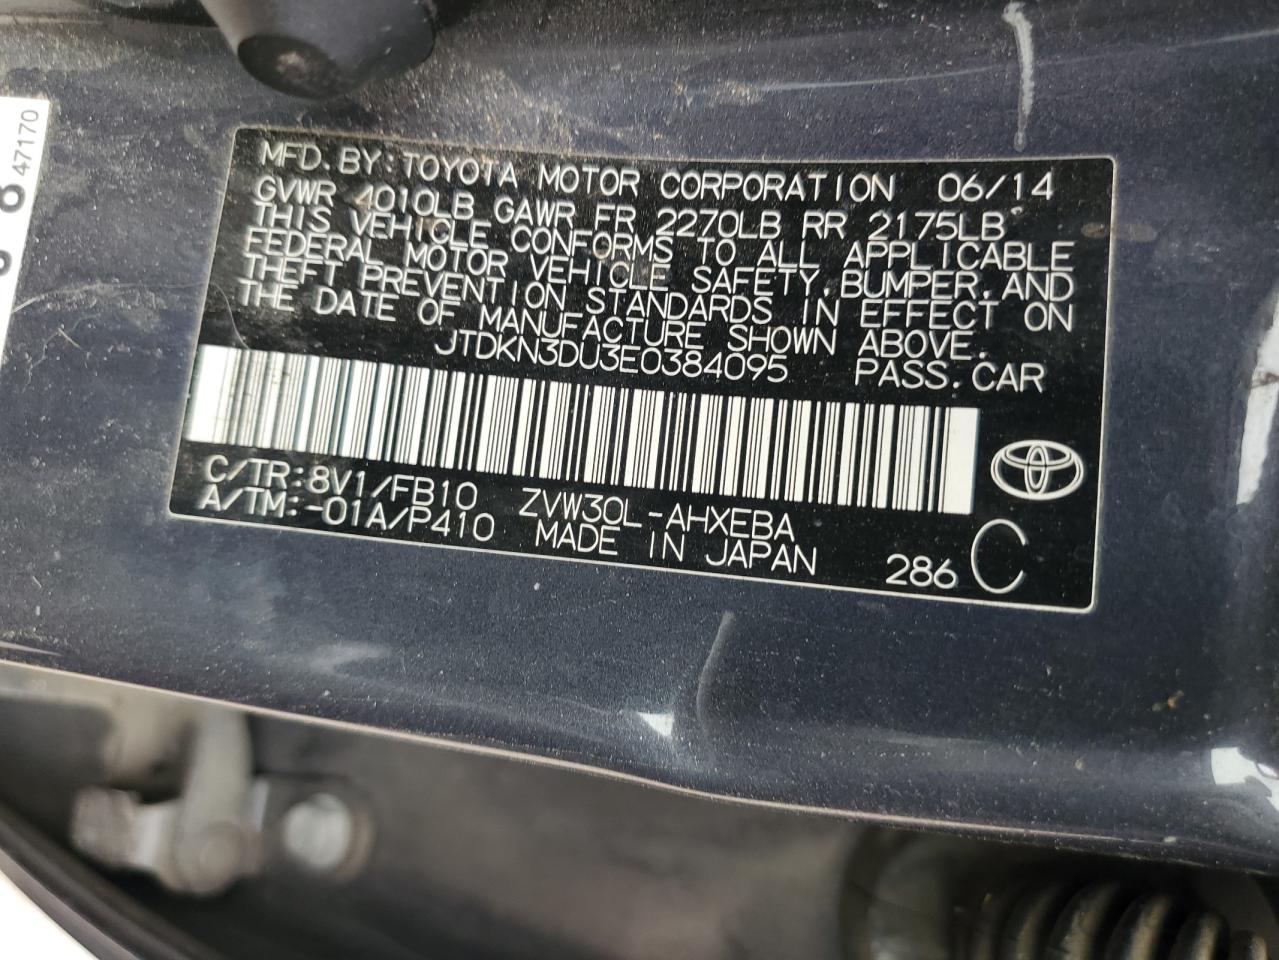 MFD.BY:TOYOTA MOTOR CORPORATION 06/14
GVWR 4010LB GAWR FR 2270LB RR 2175LB
THIS VEHICLE CONFORMS TO ALL APPLICABLE
FEDERAL MOTOR VEHICLE SAFETY,BUMPER,AND
THEFT PREVENTION STANDARDS IN EFFECT ON
THE DATE OF MANUFACTURE SHOWN ABOVE.
JTDKN3DU3E0384095 PASS.CAR
C/TR:8V1/FB10 ZVW30L-AHXEBA
A/TM:-01A/P410 MADE IN JAPAN 286 C
47170